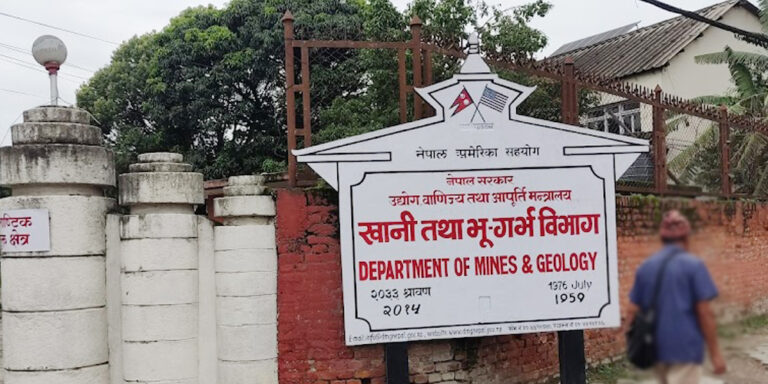 नेपाल अमेरिका सहयोग
नेपाल सरकार
उद्योग, वाणिज्य तथा आपूर्ति मन्त्रालय
खानी तथा भू-गर्भ विभाग
DEPARTMENT OF MINES & GEOLOGY
२०३३ श्रावण 1976 July
२०१५ 1959
क्षेत्र